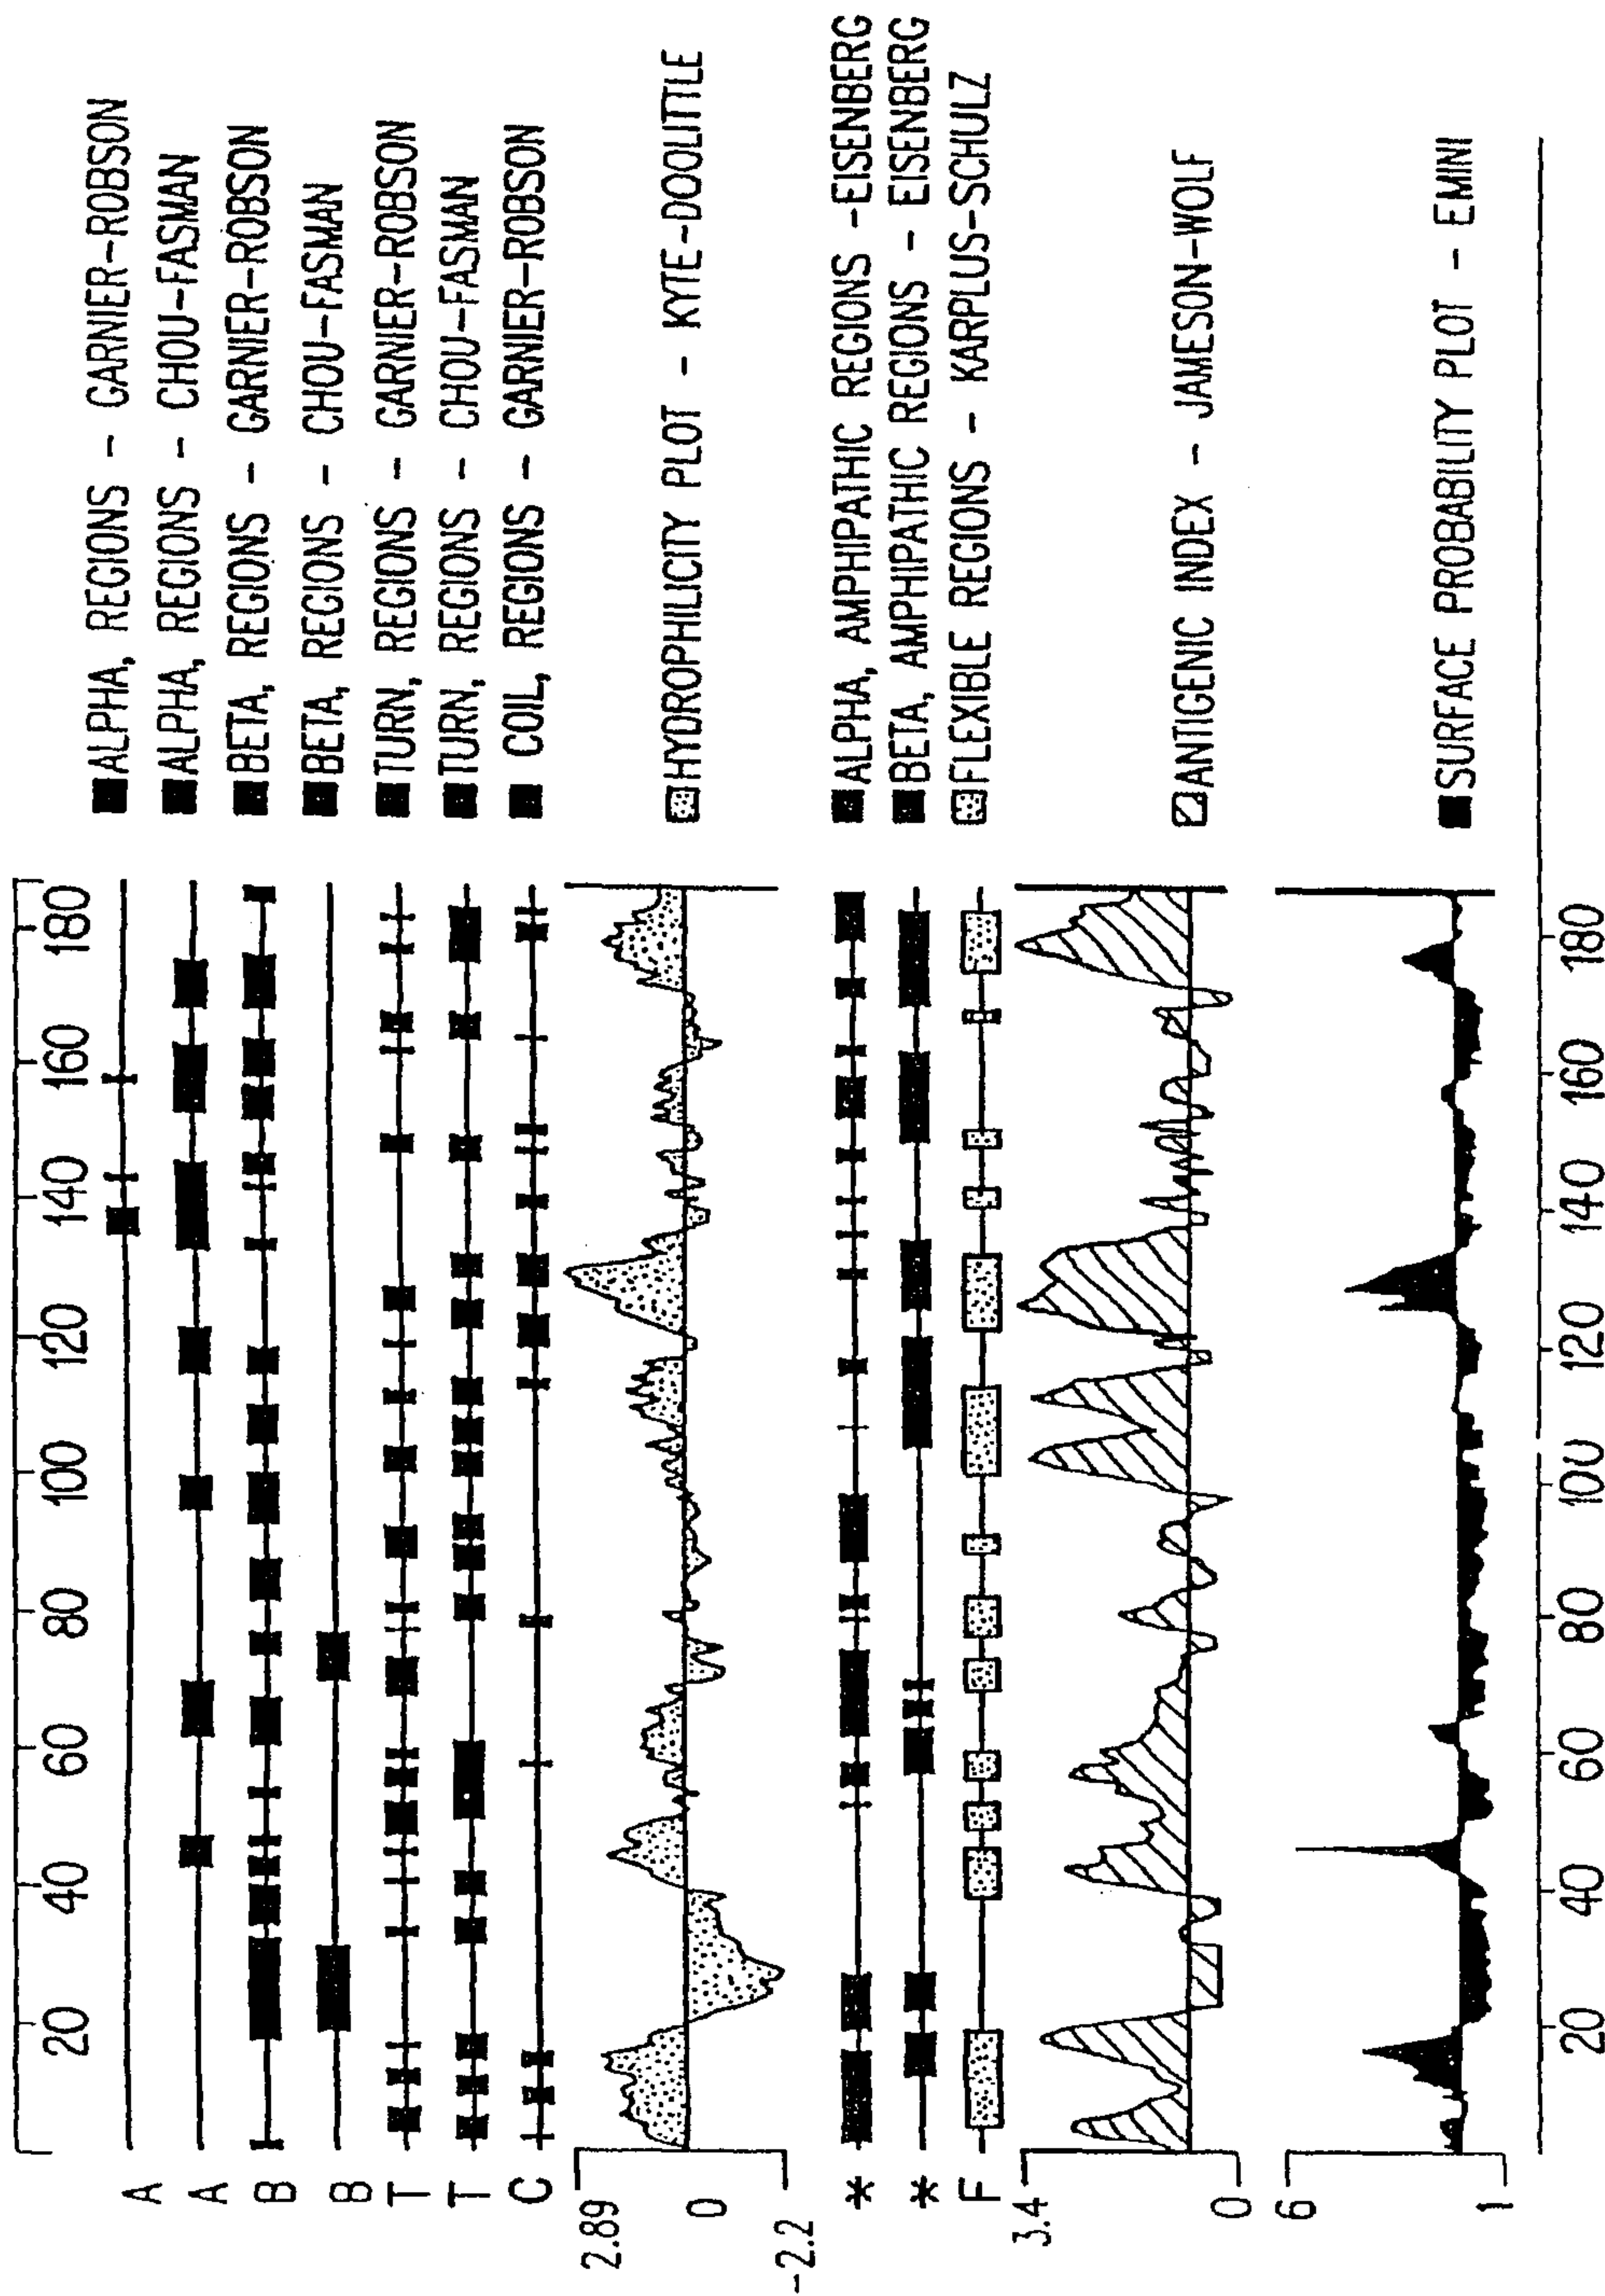 20 40 60 80 100 120 140 160 180
A ALPHA, REGIONS - GARNIER-ROBSON
A ALPHA, REGIONS - CHOU-FASMAN
B BETA, REGIONS - GARNIER-ROBSON
B BETA, REGIONS - CHOU-FASMAN
T TURN, REGIONS - GARNIER-ROBSON
T TURN, REGIONS - CHOU-FASMAN
C COIL, REGIONS - GARNIER-ROBSON
2.89
HYDROPHILICITY PLOT - KYTE-DOOLITTLE
0
-2.2
* ALPHA, AMPHIPATHIC REGIONS -EISENBERG
* BETA, AMPHIPATHIC REGIONS - EISENBERG
F FLEXIBLE REGIONS - KARPLUS-SCHULZ
3.4
ANTIGENIC INDEX - JAMESON-WOLF
0
6
SURFACE PROBABILITY PLOT - EMINI
1
20 40 60 80 100 120 140 160 180